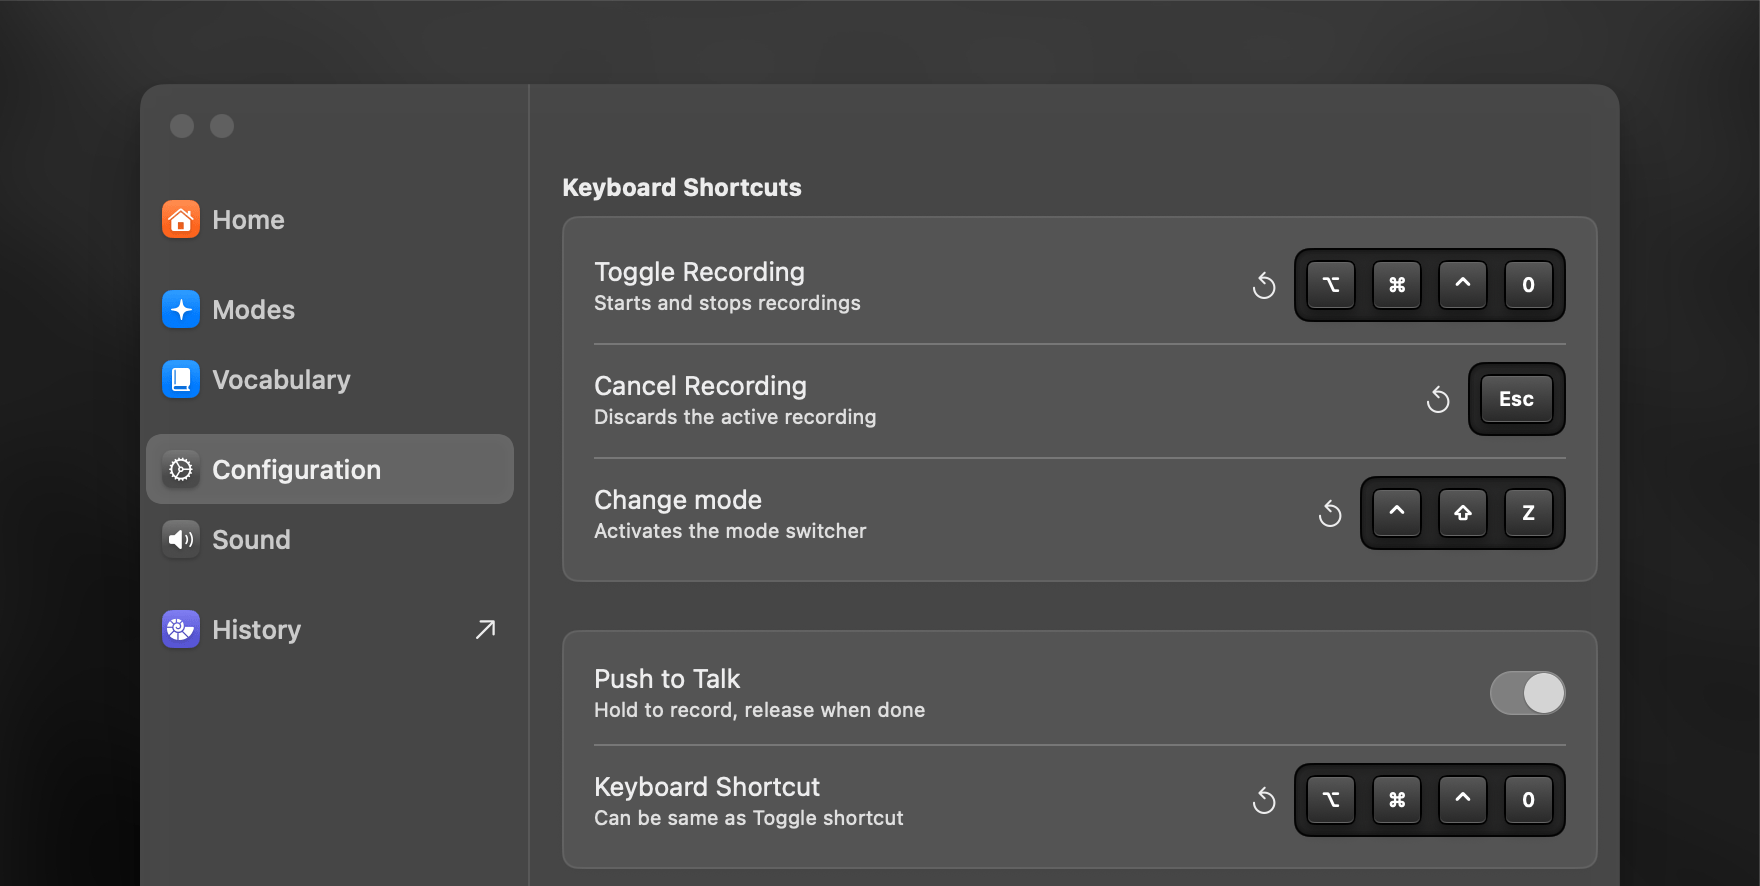 Home
Modes
Vocabulary
Configuration
Sound
History
Keyboard Shortcuts
Toggle Recording
Starts and stops recordings
⌥ ⌘ ^ 0
Cancel Recording
Discards the active recording
Esc
Change mode
Activates the mode switcher
^ ⇧ Z
Push to Talk
Hold to record, release when done
Keyboard Shortcut
Can be same as Toggle shortcut
⌥ ⌘ ^ 0